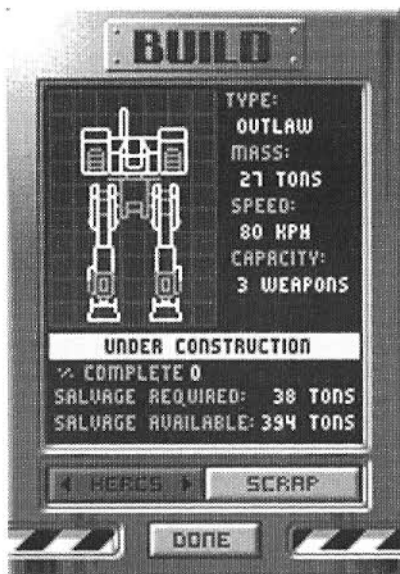 BUILD
TYPE:
OUTLAW
MASS:
27 TONS
SPEED:
80 KPH
CAPACITY:
3 WEAPONS
UNDER CONSTRUCTION
% COMPLETE 0
SALVAGE REQUIRED: 38 TONS
SALVAGE AVAILABLE: 394 TONS
HERCS
SCRAP
DONE